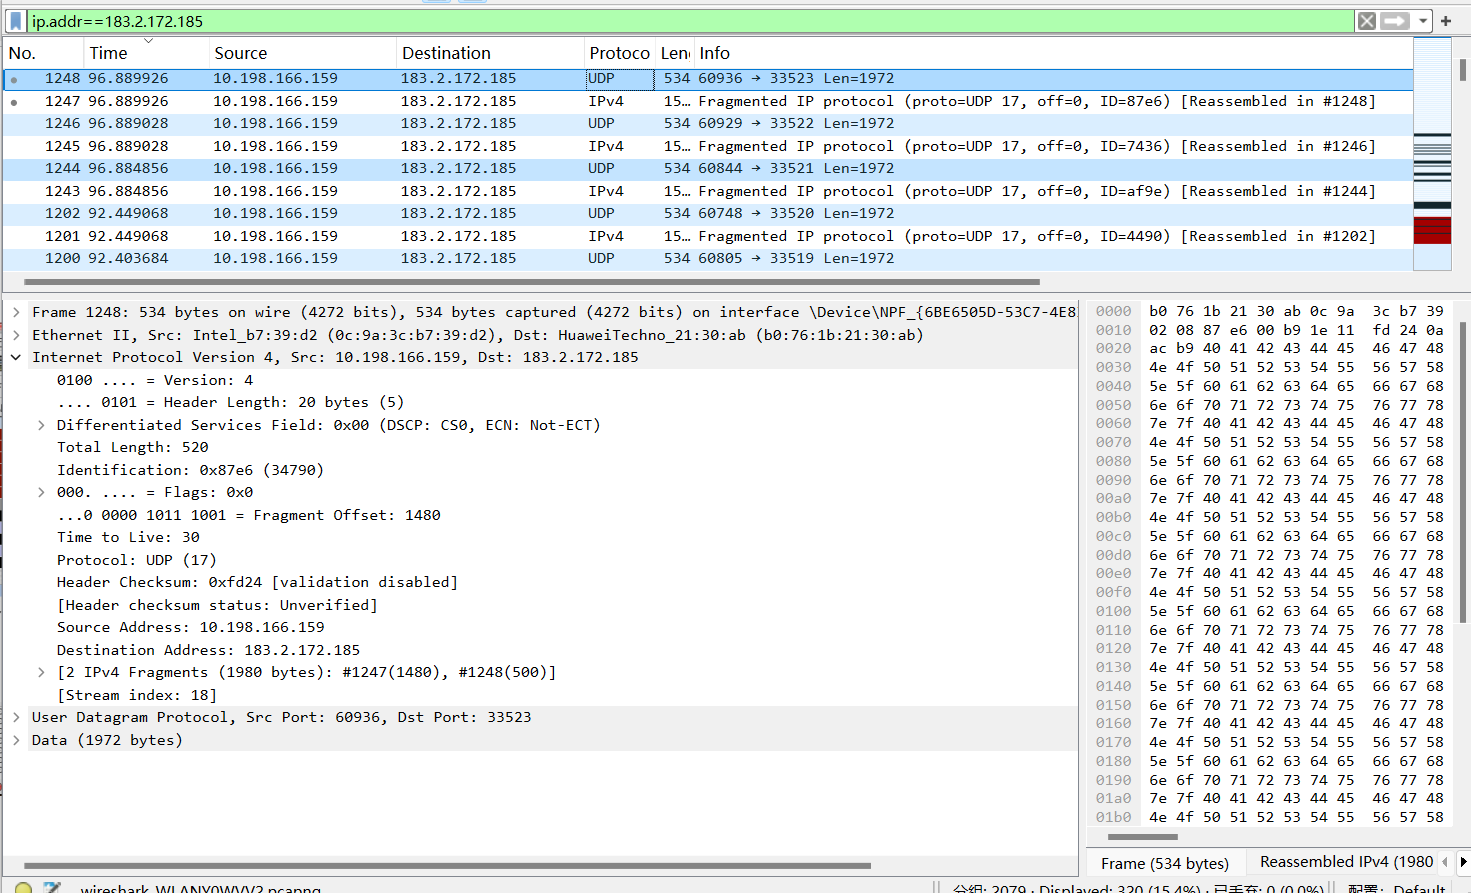 ip.addr==183.2.172.185
No. Time Source Destination Protoco Len Info
1248 96.889926 10.198.166.159 183.2.172.185 UDP 534 60936 → 33523 Len=1972
1247 96.889926 10.198.166.159 183.2.172.185 IPv4 15… Fragmented IP protocol (proto=UDP 17, off=0, ID=87e6) [Reassembled in #1248]
1246 96.889028 10.198.166.159 183.2.172.185 UDP 534 60929 → 33522 Len=1972
1245 96.889028 10.198.166.159 183.2.172.185 IPv4 15… Fragmented IP protocol (proto=UDP 17, off=0, ID=7436) [Reassembled in #1246]
1244 96.884856 10.198.166.159 183.2.172.185 UDP 534 60844 → 33521 Len=1972
1243 96.884856 10.198.166.159 183.2.172.185 IPv4 15… Fragmented IP protocol (proto=UDP 17, off=0, ID=af9e) [Reassembled in #1244]
1202 92.449068 10.198.166.159 183.2.172.185 UDP 534 60748 → 33520 Len=1972
1201 92.449068 10.198.166.159 183.2.172.185 IPv4 15… Fragmented IP protocol (proto=UDP 17, off=0, ID=4490) [Reassembled in #1202]
1200 92.403684 10.198.166.159 183.2.172.185 UDP 534 60805 → 33519 Len=1972
Frame 1248: 534 bytes on wire (4272 bits), 534 bytes captured (4272 bits) on interface \Device\NPF_{6BE6505D-53C7-4E8
Ethernet II, Src: Intel_b7:39:d2 (0c:9a:3c:b7:39:d2), Dst: HuaweiTechno_21:30:ab (b0:76:1b:21:30:ab)
Internet Protocol Version 4, Src: 10.198.166.159, Dst: 183.2.172.185
0100 .... = Version: 4
.... 0101 = Header Length: 20 bytes (5)
Differentiated Services Field: 0x00 (DSCP: CS0, ECN: Not-ECT)
Total Length: 520
Identification: 0x87e6 (34790)
000. .... = Flags: 0x0
...0 0000 1011 1001 = Fragment Offset: 1480
Time to Live: 30
Protocol: UDP (17)
Header Checksum: 0xfd24 [validation disabled]
[Header checksum status: Unverified]
Source Address: 10.198.166.159
Destination Address: 183.2.172.185
[2 IPv4 Fragments (1980 bytes): #1247(1480), #1248(500)]
[Stream index: 18]
User Datagram Protocol, Src Port: 60936, Dst Port: 33523
Data (1972 bytes)
0000 b0 76 1b 21 30 ab 0c 9a 3c b7 39
0010 02 08 87 e6 00 b9 1e 11 fd 24 0a
0020 ac b9 40 41 42 43 44 45 46 47 48
0030 4e 4f 50 51 52 53 54 55 56 57 58
0040 5e 5f 60 61 62 63 64 65 66 67 68
0050 6e 6f 70 71 72 73 74 75 76 77 78
0060 7e 7f 40 41 42 43 44 45 46 47 48
0070 4e 4f 50 51 52 53 54 55 56 57 58
0080 5e 5f 60 61 62 63 64 65 66 67 68
0090 6e 6f 70 71 72 73 74 75 76 77 78
00a0 7e 7f 40 41 42 43 44 45 46 47 48
00b0 4e 4f 50 51 52 53 54 55 56 57 58
00c0 5e 5f 60 61 62 63 64 65 66 67 68
00d0 6e 6f 70 71 72 73 74 75 76 77 78
00e0 7e 7f 40 41 42 43 44 45 46 47 48
00f0 4e 4f 50 51 52 53 54 55 56 57 58
0100 5e 5f 60 61 62 63 64 65 66 67 68
0110 6e 6f 70 71 72 73 74 75 76 77 78
0120 7e 7f 40 41 42 43 44 45 46 47 48
0130 4e 4f 50 51 52 53 54 55 56 57 58
0140 5e 5f 60 61 62 63 64 65 66 67 68
0150 6e 6f 70 71 72 73 74 75 76 77 78
0160 7e 7f 40 41 42 43 44 45 46 47 48
0170 4e 4f 50 51 52 53 54 55 56 57 58
0180 5e 5f 60 61 62 63 64 65 66 67 68
0190 6e 6f 70 71 72 73 74 75 76 77 78
01a0 7e 7f 40 41 42 43 44 45 46 47 48
01b0 4e 4f 50 51 52 53 54 55 56 57 58
Frame (534 bytes) Reassembled IPv4 (1980
wireshark_WLANY0WVV2.pcapng 分组: 2079 · Displayed: 320 (15.4%) · 已丢弃: 0 (0.0%) 配置: Default